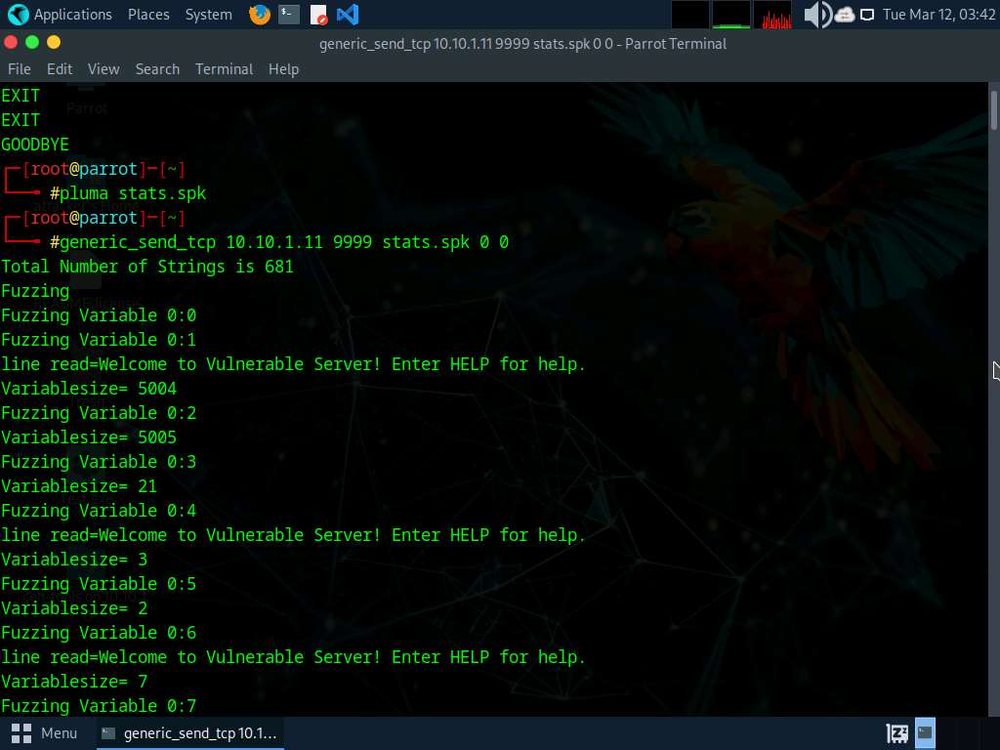 Applications Places System Tue Mar 12, 03:42
generic_send_tcp 10.10.1.11 9999 stats.spk 0 0 - Parrot Terminal
File Edit View Search Terminal Help
EXIT
Parrot
EXIT
GOODBYE
[root@parrot]─[~]
#pluma stats.spk
[root@parrot]─[~]
#generic_send_tcp 10.10.1.11 9999 stats.spk 0 0
Total Number of Strings is 681
Fuzzing
Fuzzing Variable 0:0
Fuzzing Variable 0:1
line read=Welcome to Vulnerable Server! Enter HELP for help.
Variablesize= 5004
Fuzzing Variable 0:2
Variablesize= 5005
Fuzzing Variable 0:3
Variablesize= 21
Fuzzing Variable 0:4
line read=Welcome to Vulnerable Server! Enter HELP for help.
Variablesize= 3
Fuzzing Variable 0:5
Variablesize= 2
Fuzzing Variable 0:6
line read=Welcome to Vulnerable Server! Enter HELP for help.
Variablesize= 7
Fuzzing Variable 0:7
Menu generic_send_tcp 10.1...